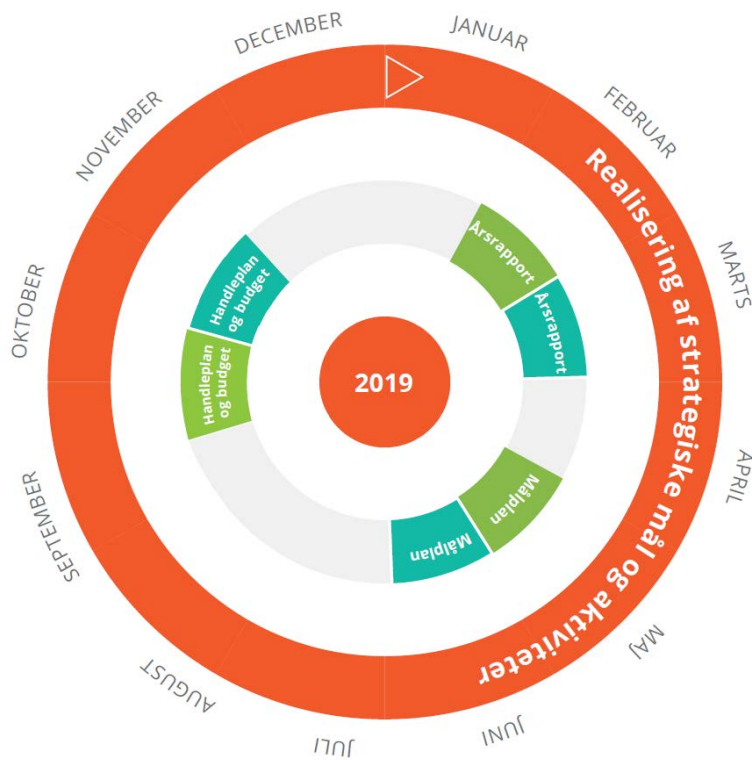 JANUAR
FEBRUAR
MARTS
APRIL
MAJ
JUNI
JULI
AUGUST
SEPTEMBER
OKTOBER
NOVEMBER
DECEMBER
Realisering af strategiske mål og aktiviteter
Årsrapport
Årsrapport
Målplan
Målplan
Handleplan
og budget
Handleplan
og budget
2019